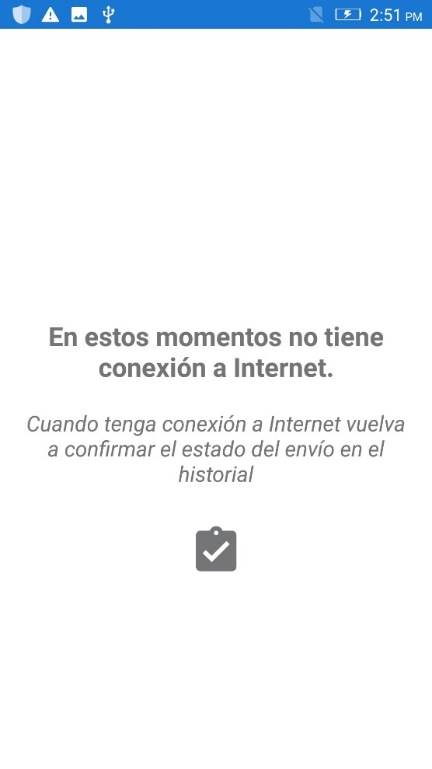 2:51 PM
En estos momentos no tiene
conexión a Internet.
Cuando tenga conexión a Internet vuelva
a confirmar el estado del envío en el
historial